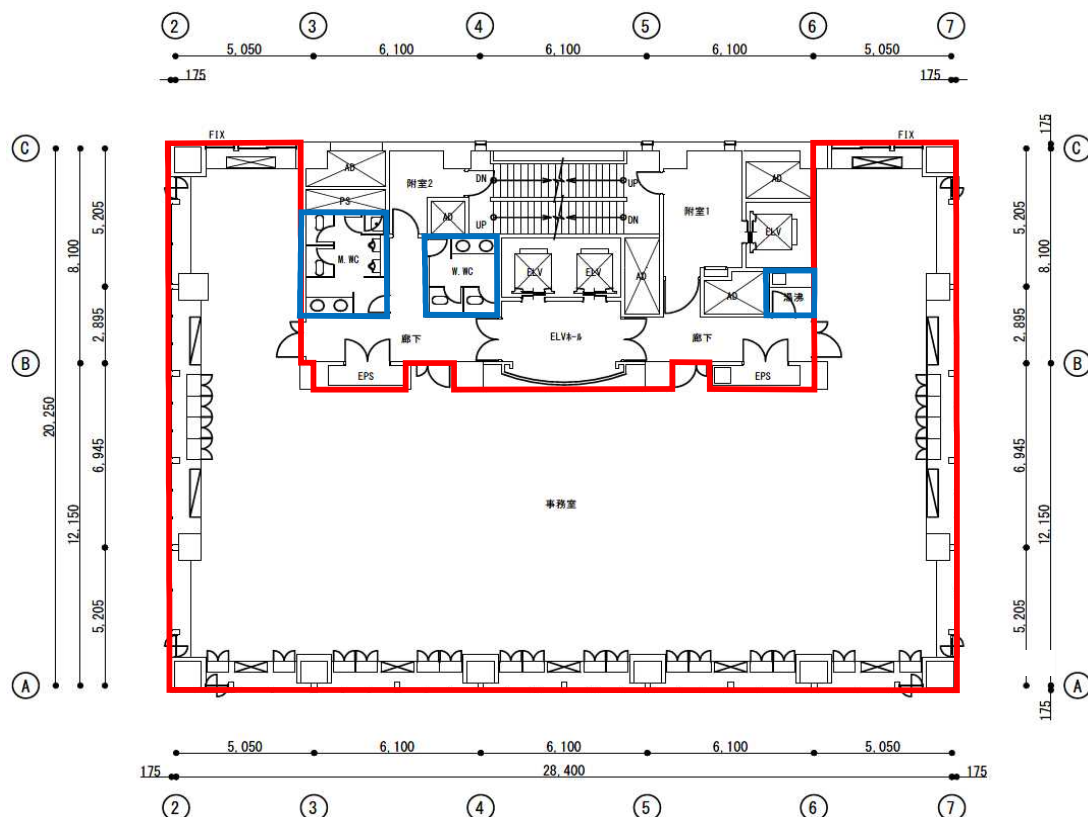 2 3 4 5 6 7
5,050 6,100 6,100 6,100 5,050
175 175
FIX FIX
175
C C
AD DN UP AD
附室2
PS
AD UP DN 附室1
5,205 5,205
8,100 8,100
M.WC W.WC ELV ELV AD ELV
AD 湯沸
2,895 2,895
廊下 ELVホール 廊下
B B
EPS EPS
20,250
6,945 6,945
12,150 12,150
事務室
5,205 5,205
A A
175
5,050 6,100 6,100 6,100 5,050
175 28,400 175
2 3 4 5 6 7